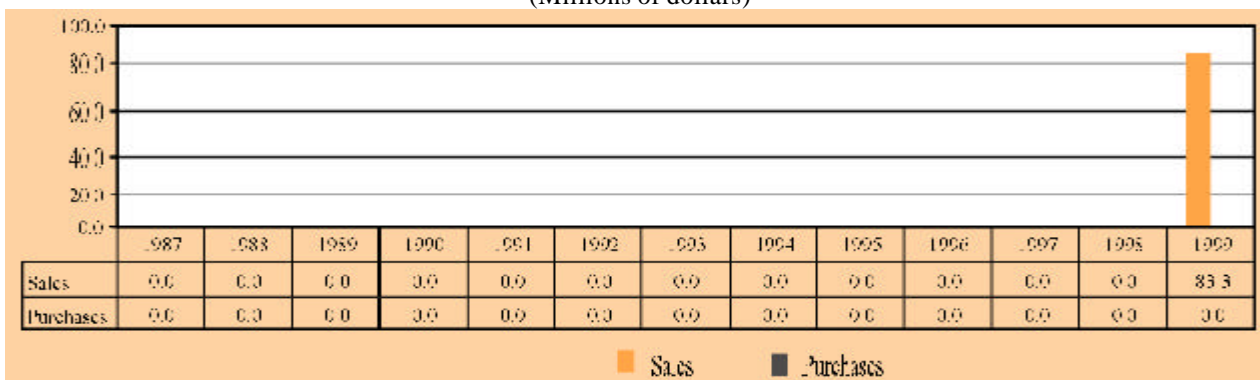 (Millions of dollars)
100.0
80.0
60.0
40.0
20.0
0.0
1987 1988 1989 1990 1991 1992 1993 1994 1995 1996 1997 1998 1999
Sales 0.0 0.0 0.0 0.0 0.0 0.0 0.0 0.0 0.0 0.0 0.0 0.0 83.3
Purchases 0.0 0.0 0.0 0.0 0.0 0.0 0.0 0.0 0.0 0.0 0.0 0.0 0.0
Sales Purchases